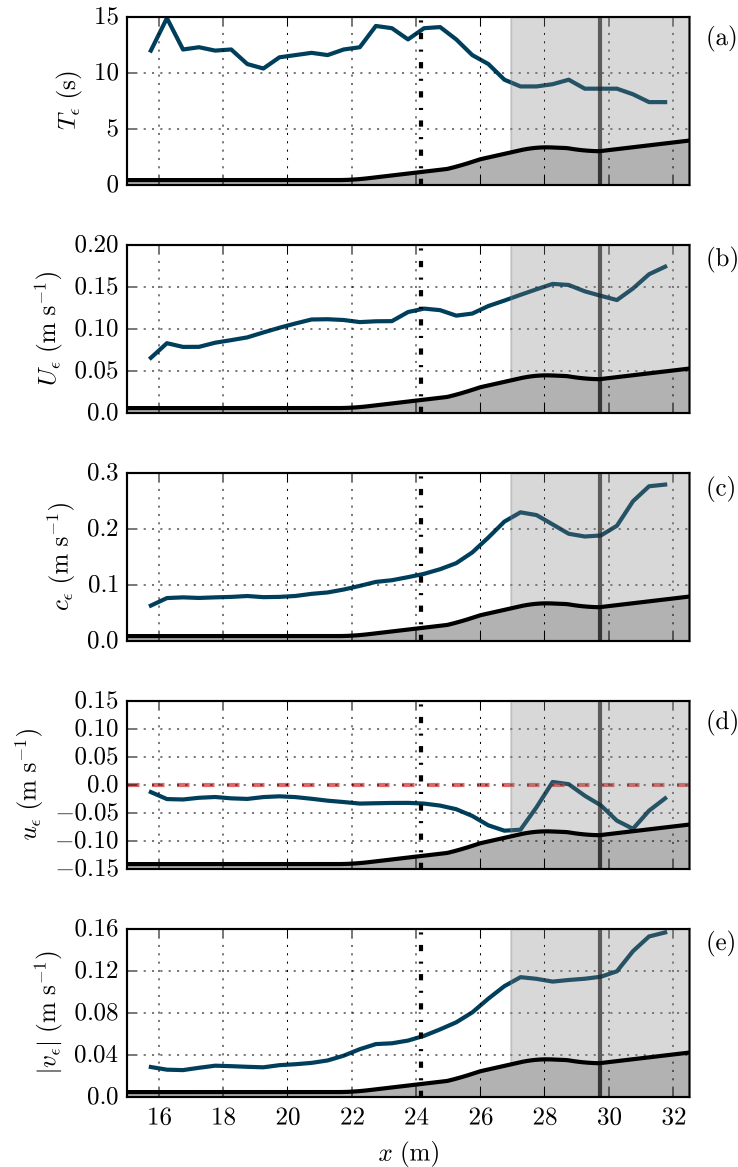 15
10
5
0
T_ϵ (s)
(a)
0.20
0.15
0.10
0.05
0.0
U_ϵ (m s⁻¹)
(b)
0.3
0.2
0.1
0.0
c_ϵ (m s⁻¹)
(c)
0.15
0.10
0.05
0.0
−0.05
−0.10
−0.15
u_ϵ (m s⁻¹)
(d)
0.16
0.12
0.08
0.04
0.0
|v_ϵ| (m s⁻¹)
(e)
16 18 20 22 24 26 28 30 32
x (m)